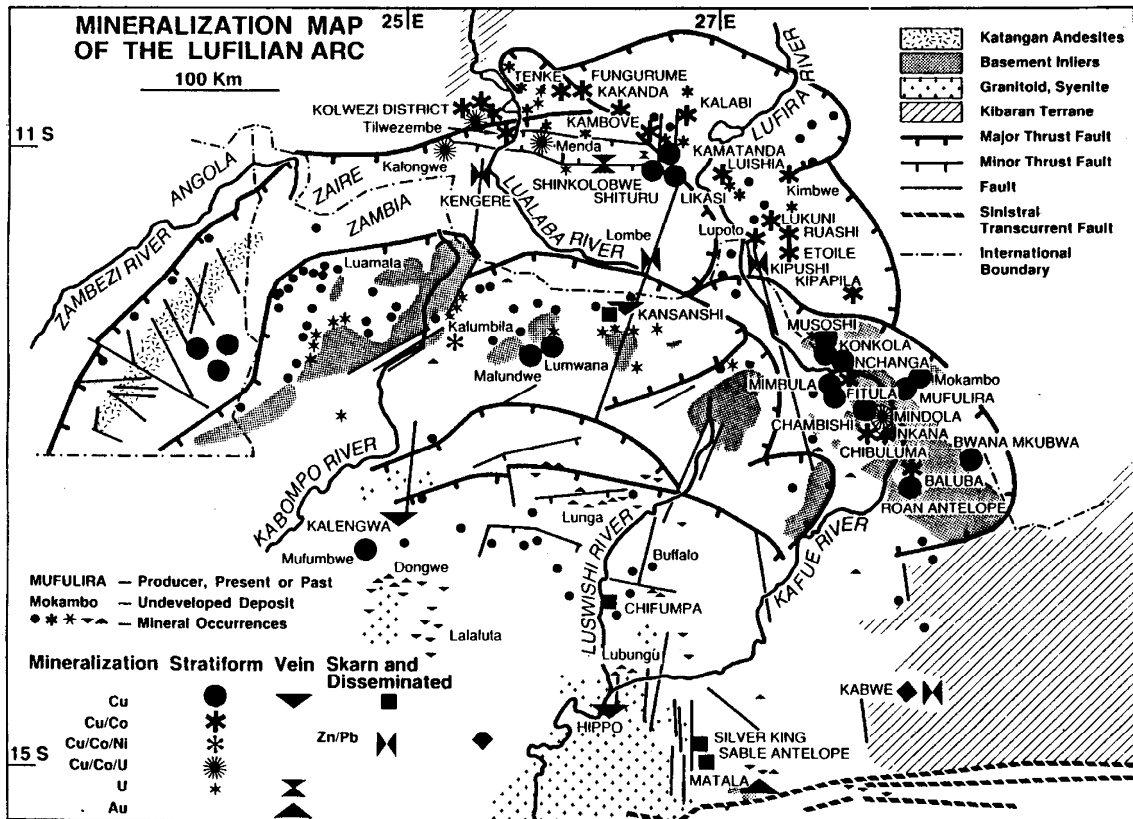 MINERALIZATION MAP
OF THE LUFILIAN ARC
100 Km
25 E
27 E
11 S
15 S
Katangan Andesites
Basement Inliers
Granitoid, Syenite
Kibaran Terrane
Major Thrust Fault
Minor Thrust Fault
Fault
Sinistral
Transcurrent Fault
International
Boundary
TENKE
FUNGURUME
KAKANDA
KOLWEZI DISTRICT
Tilwezembe
KAMBOVE
KALABI
LUFIRA RIVER
Kalongwe
Menda
KAMATANDA
LUISHIA
SHINKOLOBWE
SHITURU
LIKASI
Kimbwe
ANGOLA
ZAIRE
ZAMBIA
KENGERE
LUALABA RIVER
Lombe
Lupoto
LUKUNI
RUASHI
ETOILE
KIPUSHI
KIPAPILA
ZAMBEZI RIVER
Luamala
Kalumbila
KANSANSHI
Malundwe
Lumwana
MUSOSHI
KONKOLA
NCHANGA
MIMBULA
FITULA
Mokambo
MUFULIRA
CHAMBISHI
MINDOLA
NKANA
CHIBULUMA
BWANA MKUBWA
BALUBA
ROAN ANTELOPE
KABOMPO RIVER
KALENGWA
Mufumbwe
Lunga
LUSWISHI RIVER
KAFUE RIVER
Buffalo
Dongwe
CHIFUMPA
Lalafuta
Lubungu
HIPPO
KABWE
SILVER KING
SABLE ANTELOPE
MATALA
MUFULIRA — Producer, Present or Past
Mokambo — Undeveloped Deposit
— Mineral Occurrences
Mineralization Stratiform Vein Skarn and
Disseminated
Cu
Cu/Co
Cu/Co/Ni
Zn/Pb
Cu/Co/U
U
Au